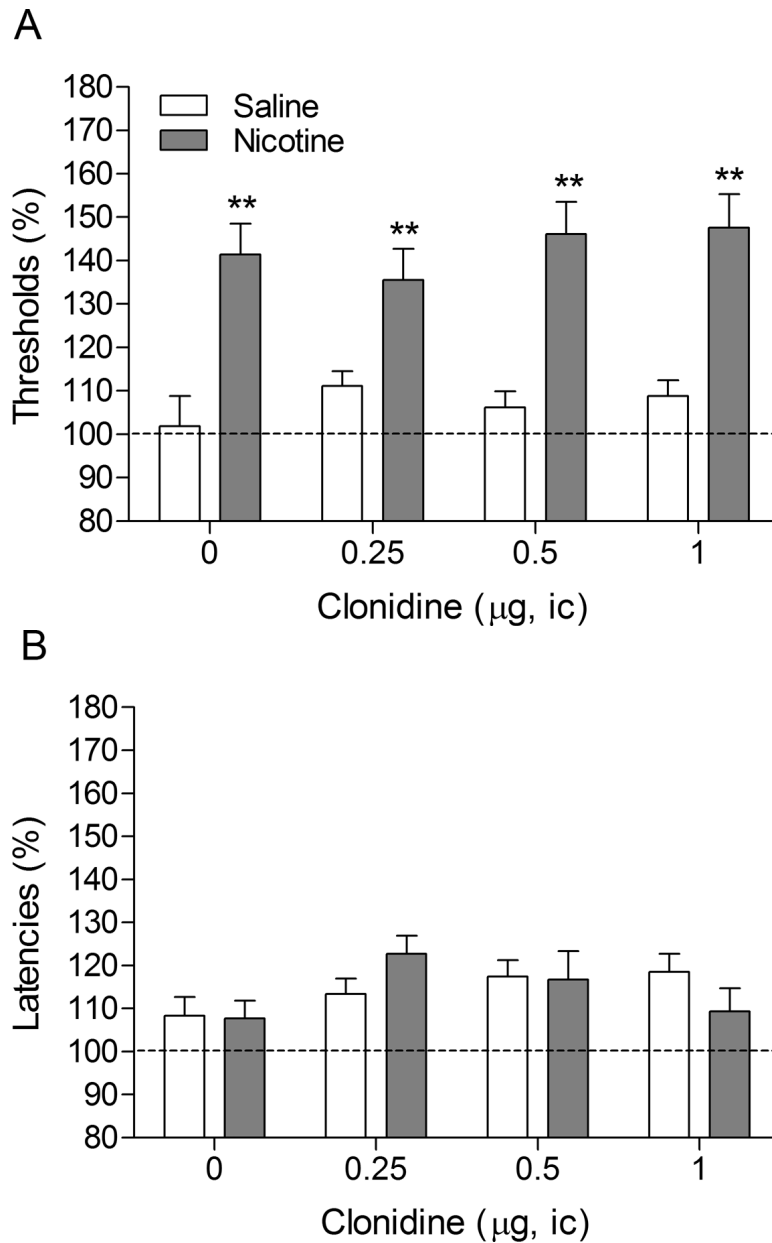 A
180
170
160
150
140
130
120
110
100
90
80
Thresholds (%)
Saline
Nicotine
** ** ** **
0 0.25 0.5 1
Clonidine (μg, ic)
B
180
170
160
150
140
130
120
110
100
90
80
Latencies (%)
0 0.25 0.5 1
Clonidine (μg, ic)